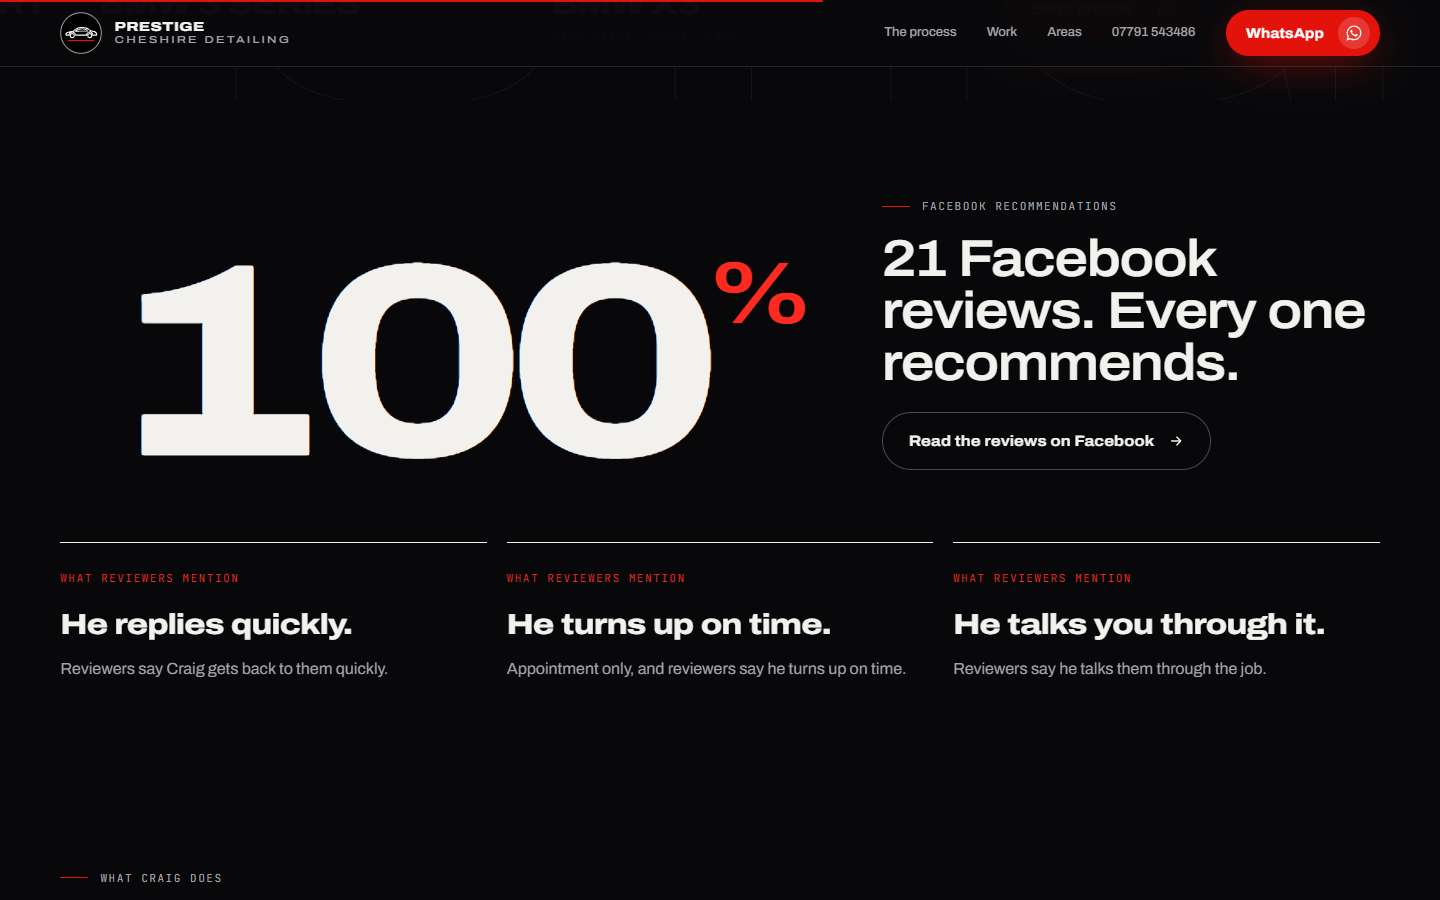 PRESTIGE
CHESHIRE DETAILING
The process
Work
Areas
07791 543486
WhatsApp
FACEBOOK RECOMMENDATIONS
100%
21 Facebook
reviews. Every one
recommends.
Read the reviews on Facebook →
WHAT REVIEWERS MENTION
He replies quickly.
Reviewers say Craig gets back to them quickly.
WHAT REVIEWERS MENTION
He turns up on time.
Appointment only, and reviewers say he turns up on time.
WHAT REVIEWERS MENTION
He talks you through it.
Reviewers say he talks them through the job.
WHAT CRAIG DOES